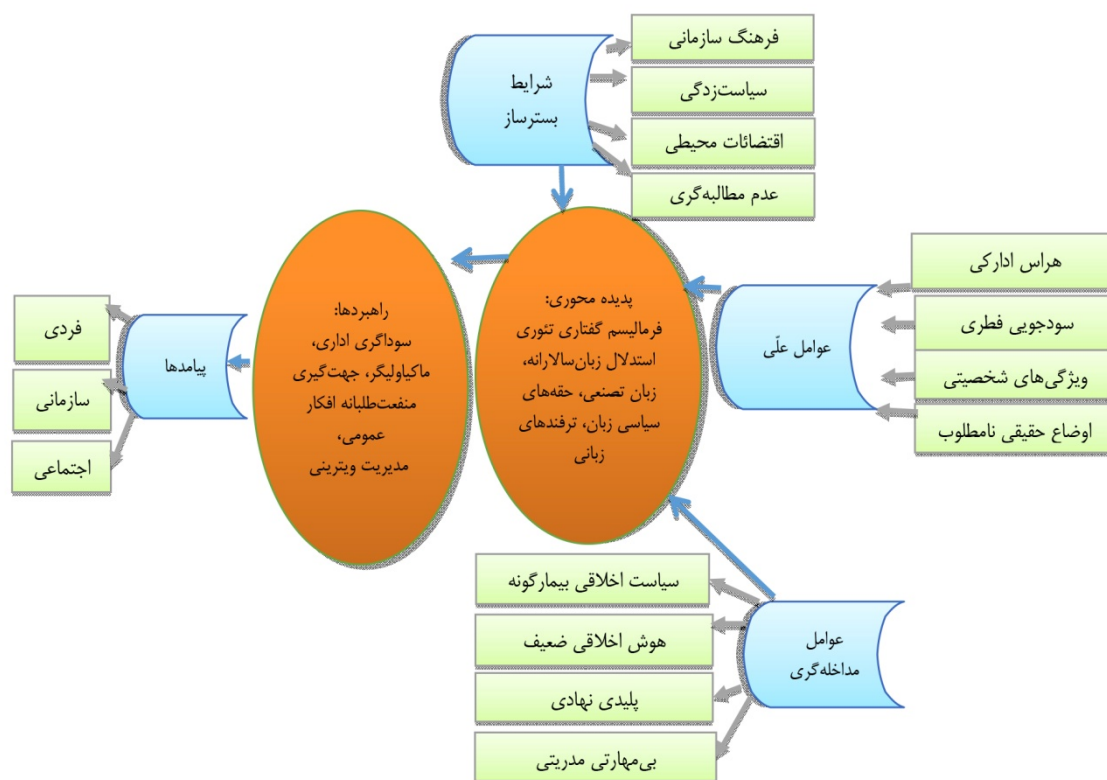 شرایط
بسترساز
فرهنگ سازمانی
سیاست‌زدگی
اقتضائات محیطی
عدم مطالبه‌گری
هراس ادارکی
سودجویی فطری
ویژگی‌های شخصیتی
اوضاع حقیقی نامطلوب
عوامل علّی
پدیده محوری:
فرمالیسم گفتاری تئوری
استدلال زبان‌سالارانه،
زبان تصنعی، حقه‌های
سیاسی زبان، ترفندهای
زبانی
راهبردها:
سوداگری اداری،
ماکیاولیگر، جهت‌گیری
منفعت‌طلبانه افکار
عمومی،
مدیریت ویترینی
پیامدها
فردی
سازمانی
اجتماعی
عوامل
مداخله‌گری
سیاست اخلاقی بیمارگونه
هوش اخلاقی ضعیف
پلیدی نهادی
بی‌مهارتی مدریتی